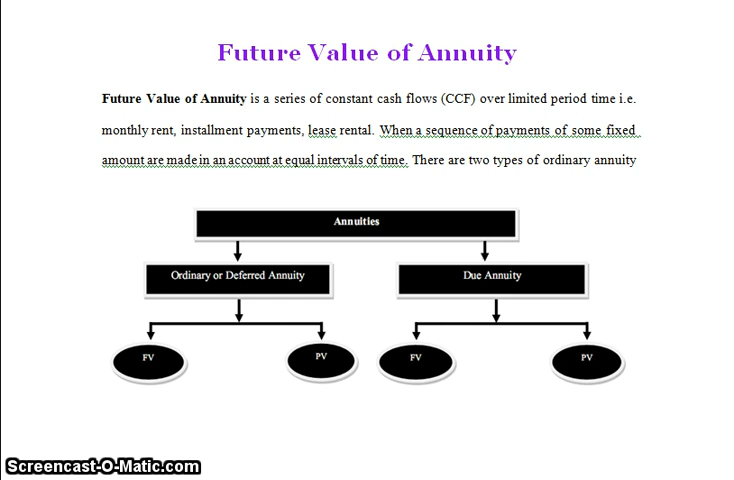 Future Value of Annuity
Future Value of Annuity is a series of constant cash flows (CCF) over limited period time i.e.
monthly rent, installment payments, lease rental. When a sequence of payments of some fixed
amount are made in an account at equal intervals of time. There are two types of ordinary annuity
Annuities
Ordinary or Deferred Annuity
Due Annuity
FV
PV
FV
PV
Screencast-O-Matic.com